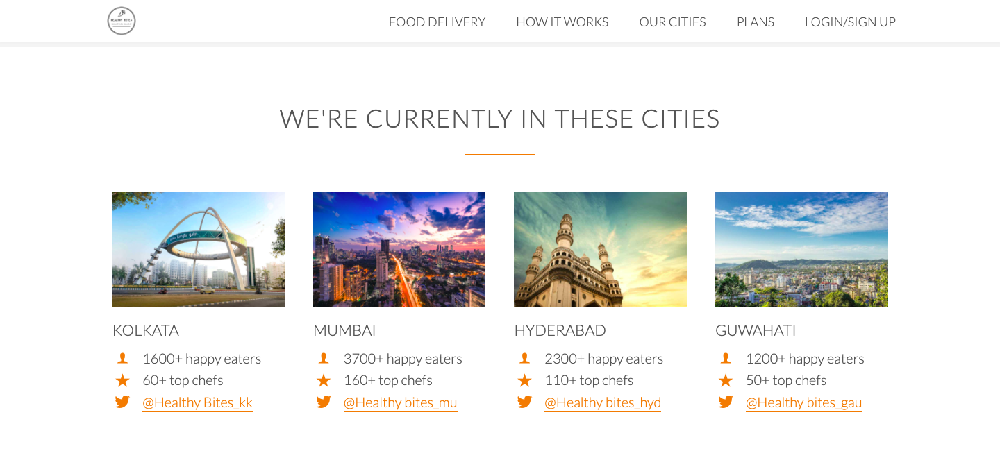 HEALTHY BITES
FOOD DELIVERY
HOW IT WORKS
OUR CITIES
PLANS
LOGIN/SIGN UP
WE'RE CURRENTLY IN THESE CITIES
KOLKATA
1600+ happy eaters
60+ top chefs
@Healthy Bites_kk
MUMBAI
3700+ happy eaters
160+ top chefs
@Healthy bites_mu
HYDERABAD
2300+ happy eaters
110+ top chefs
@Healthy bites_hyd
GUWAHATI
1200+ happy eaters
50+ top chefs
@Healthy bites_gau